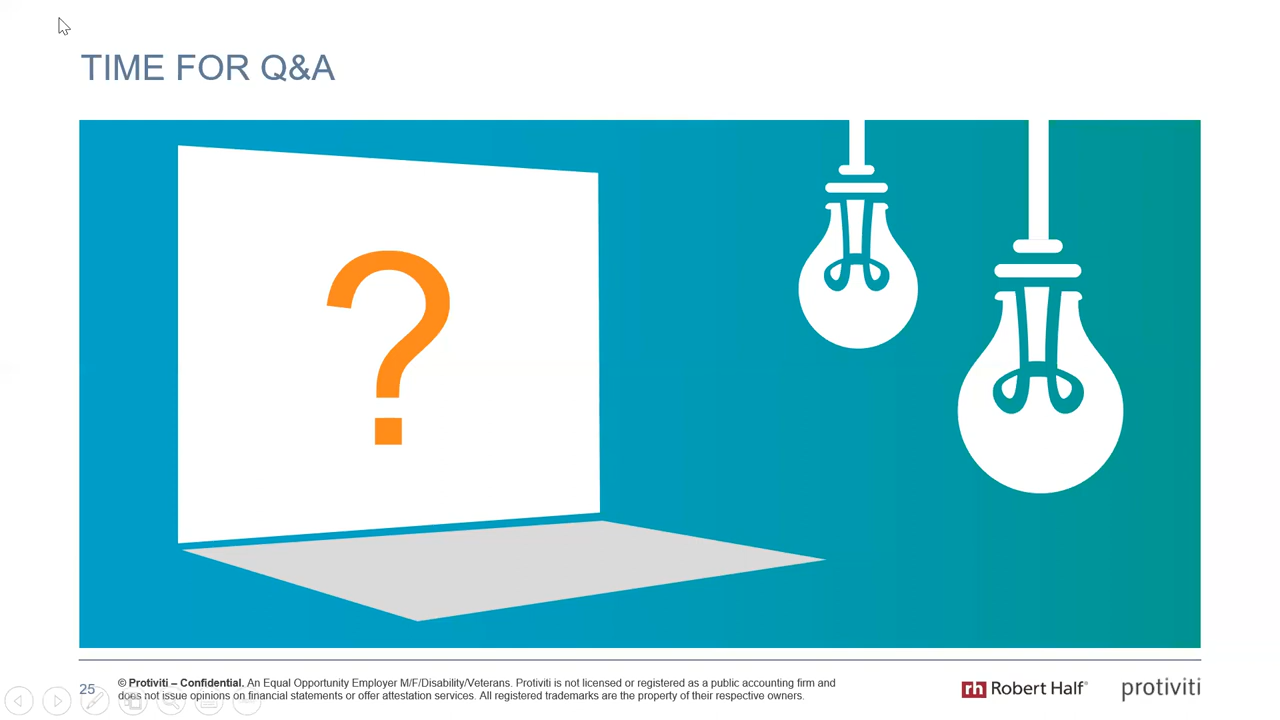 TIME FOR Q&A
?
© Protiviti – Confidential. An Equal Opportunity Employer M/F/Disability/Veterans. Protiviti is not licensed or registered as a public accounting firm and
does not issue opinions on financial statements or offer attestation services. All registered trademarks are the property of their respective owners.
25
rh Robert Half®
protiviti